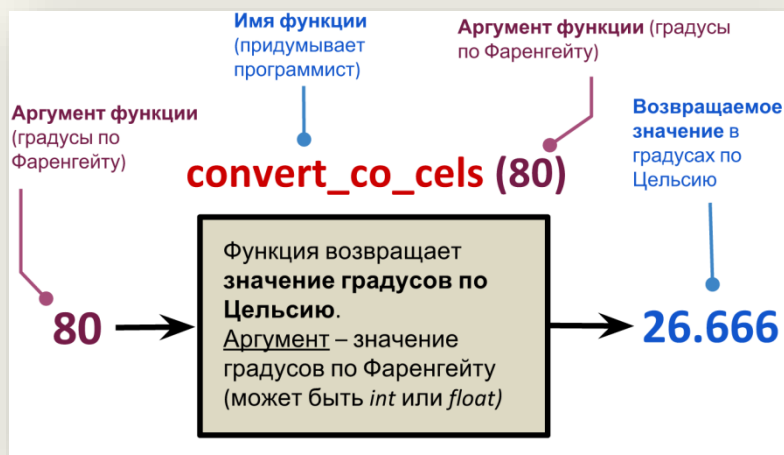 Имя функции
(придумывает
программист)
Аргумент функции (градусы
по Фаренгейту)
Аргумент функции
(градусы по
Фаренгейту)
Возвращаемое
значение в
градусах по
Цельсию
convert_co_cels (80)
80
Функция возвращает
значение градусов по
Цельсию.
Аргумент – значение
градусов по Фаренгейту
(может быть int или float)
26.666